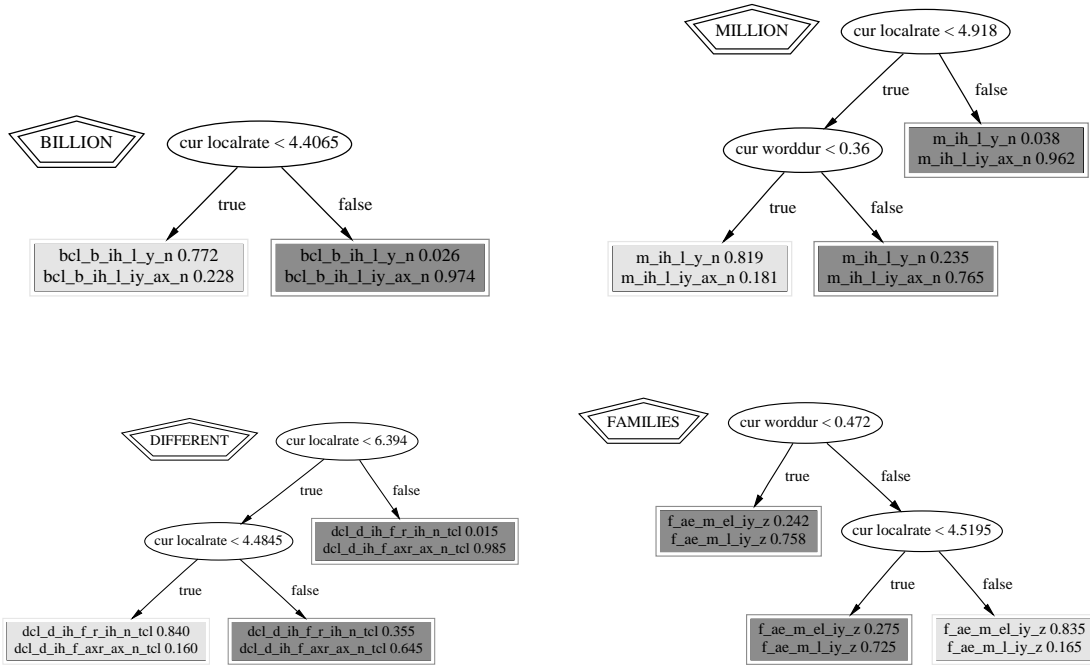 MILLION
cur localrate < 4.918
true
false
cur worddur < 0.36
m_ih_l_y_n 0.038
m_ih_l_iy_ax_n 0.962
true
false
m_ih_l_y_n 0.819
m_ih_l_iy_ax_n 0.181
m_ih_l_y_n 0.235
m_ih_l_iy_ax_n 0.765
BILLION
cur localrate < 4.4065
true
false
bcl_b_ih_l_y_n 0.772
bcl_b_ih_l_iy_ax_n 0.228
bcl_b_ih_l_y_n 0.026
bcl_b_ih_l_iy_ax_n 0.974
DIFFERENT
cur localrate < 6.394
true
false
cur localrate < 4.4845
dcl_d_ih_f_r_ih_n_tcl 0.015
dcl_d_ih_f_axr_ax_n_tcl 0.985
true
false
dcl_d_ih_f_r_ih_n_tcl 0.840
dcl_d_ih_f_axr_ax_n_tcl 0.160
dcl_d_ih_f_r_ih_n_tcl 0.355
dcl_d_ih_f_axr_ax_n_tcl 0.645
FAMILIES
cur worddur < 0.472
true
false
f_ae_m_el_iy_z 0.242
f_ae_m_l_iy_z 0.758
cur localrate < 4.5195
true
false
f_ae_m_el_iy_z 0.275
f_ae_m_l_iy_z 0.725
f_ae_m_el_iy_z 0.835
f_ae_m_l_iy_z 0.165